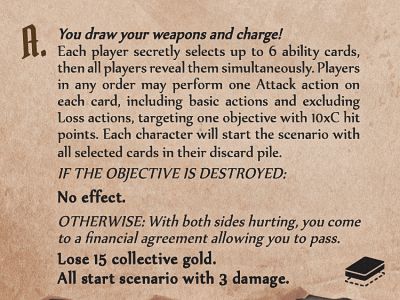 A. You draw your weapons and charge!
Each player secretly selects up to 6 ability cards,
then all players reveal them simultaneously. Players
in any order may perform one Attack action on
each card, including basic actions and excluding
Loss actions, targeting one objective with 10xC hit
points. Each character will start the scenario with
all selected cards in their discard pile.
IF THE OBJECTIVE IS DESTROYED:
No effect.
OTHERWISE: With both sides hurting, you come
to a financial agreement allowing you to pass.
Lose 15 collective gold.
All start scenario with 3 damage.